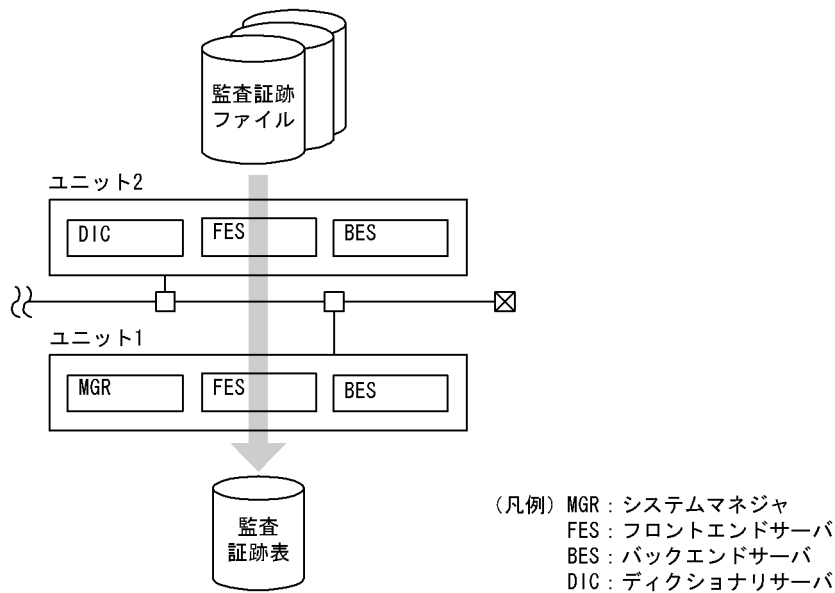 監査証跡
ファイル
ユニット2
DIC
FES
BES
ユニット1
MGR
FES
BES
監査
証跡表
（凡例）MGR：システムマネジャ
FES：フロントエンドサーバ
BES：バックエンドサーバ
DIC：ディクショナリサーバ